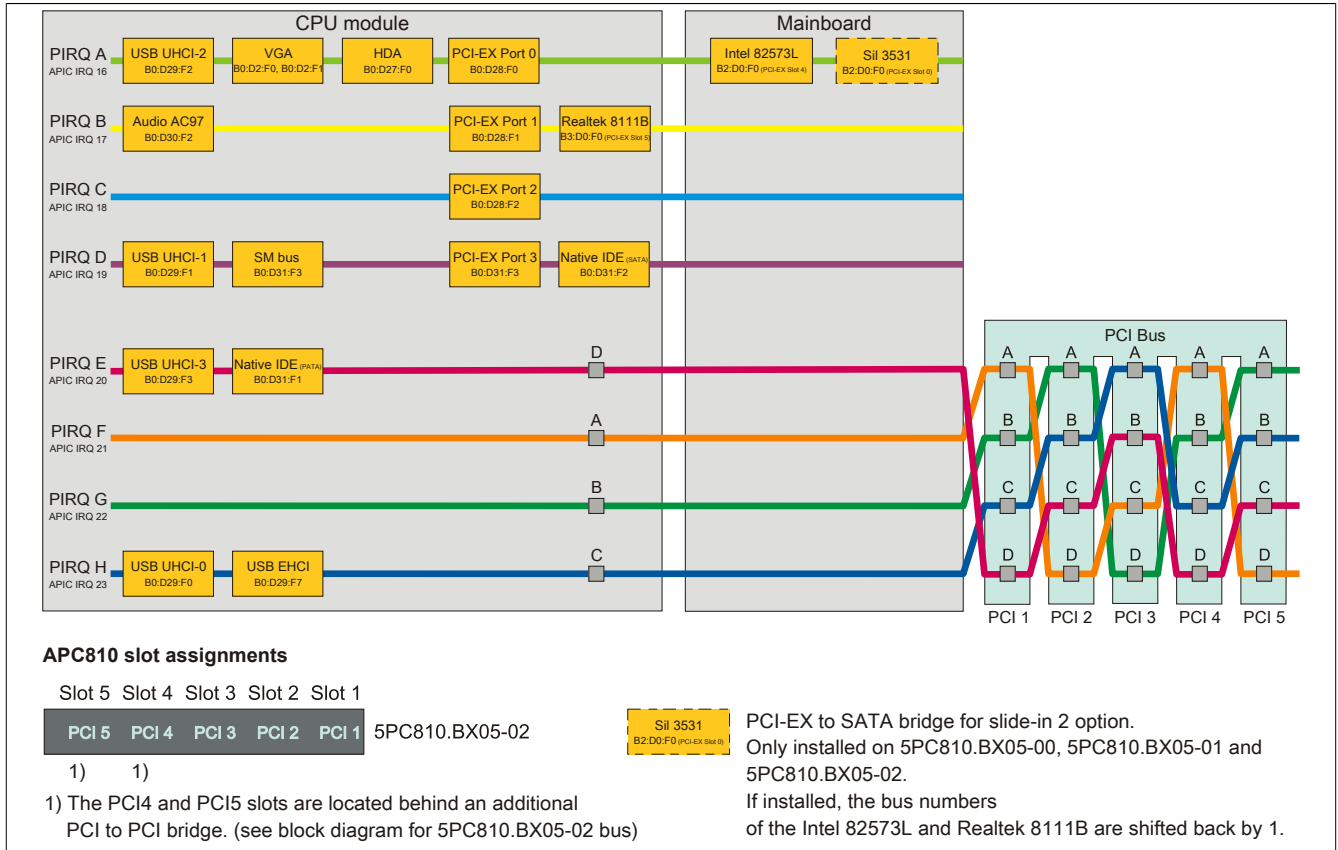 CPU module
Mainboard
PIRQ A
APIC IRQ 16
USB UHCI-2
B0:D29:F2
VGA
B0:D2:F0, B0:D2:F1
HDA
B0:D27:F0
PCI-EX Port 0
B0:D28:F0
Intel 82573L
B2:D0:F0 (PCI-EX Slot 4)
Sil 3531
B2:D0:F0 (PCI-EX Slot 0)
PIRQ B
APIC IRQ 17
Audio AC97
B0:D30:F2
PCI-EX Port 1
B0:D28:F1
Realtek 8111B
B3:D0:F0 (PCI-EX Slot 5)
PIRQ C
APIC IRQ 18
PCI-EX Port 2
B0:D28:F2
PIRQ D
APIC IRQ 19
USB UHCI-1
B0:D29:F1
SM bus
B0:D31:F3
PCI-EX Port 3
B0:D31:F3
Native IDE (SATA)
B0:D31:F2
PIRQ E
APIC IRQ 20
USB UHCI-3
B0:D29:F3
Native IDE (PATA)
B0:D31:F1
D
PIRQ F
APIC IRQ 21
A
PIRQ G
APIC IRQ 22
B
PIRQ H
APIC IRQ 23
USB UHCI-0
B0:D29:F0
USB EHCI
B0:D29:F7
C
PCI Bus
A A A A A
B B B B B
C C C C C
D D D D D
PCI 1 PCI 2 PCI 3 PCI 4 PCI 5
APC810 slot assignments
Slot 5 Slot 4 Slot 3 Slot 2 Slot 1
PCI 5 PCI 4 PCI 3 PCI 2 PCI 1 5PC810.BX05-02
1) 1)
1) The PCI4 and PCI5 slots are located behind an additional
PCI to PCI bridge. (see block diagram for 5PC810.BX05-02 bus)
Sil 3531
B2:D0:F0 (PCI-EX Slot 0)
PCI-EX to SATA bridge for slide-in 2 option.
Only installed on 5PC810.BX05-00, 5PC810.BX05-01 and
5PC810.BX05-02.
If installed, the bus numbers
of the Intel 82573L and Realtek 8111B are shifted back by 1.